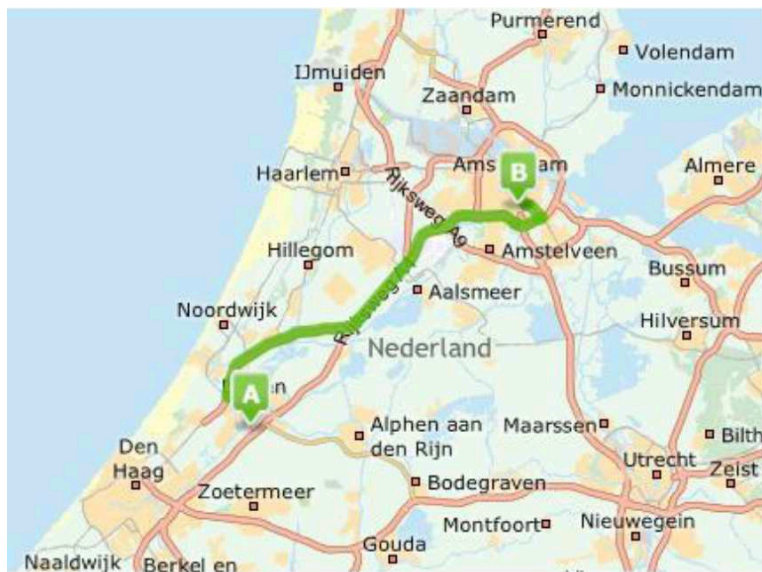 Purmerend
Volendam
IJmuiden
Zaandam
Monnickendam
Haarlem
Ams
am
B
Almere
Rijksweg A9
Amstelveen
Hillegom
Bussum
Aalsmeer
Noordwijk
Rijksweg
Hilversum
Nederland
A
Alphen aan
den Rijn
Maarssen
Bilth
Den
Haag
Utrecht
Zeist
Zoetermeer
Bodegraven
Montfoort
Nieuwegein
Gouda
Naaldwijk
Berkel en